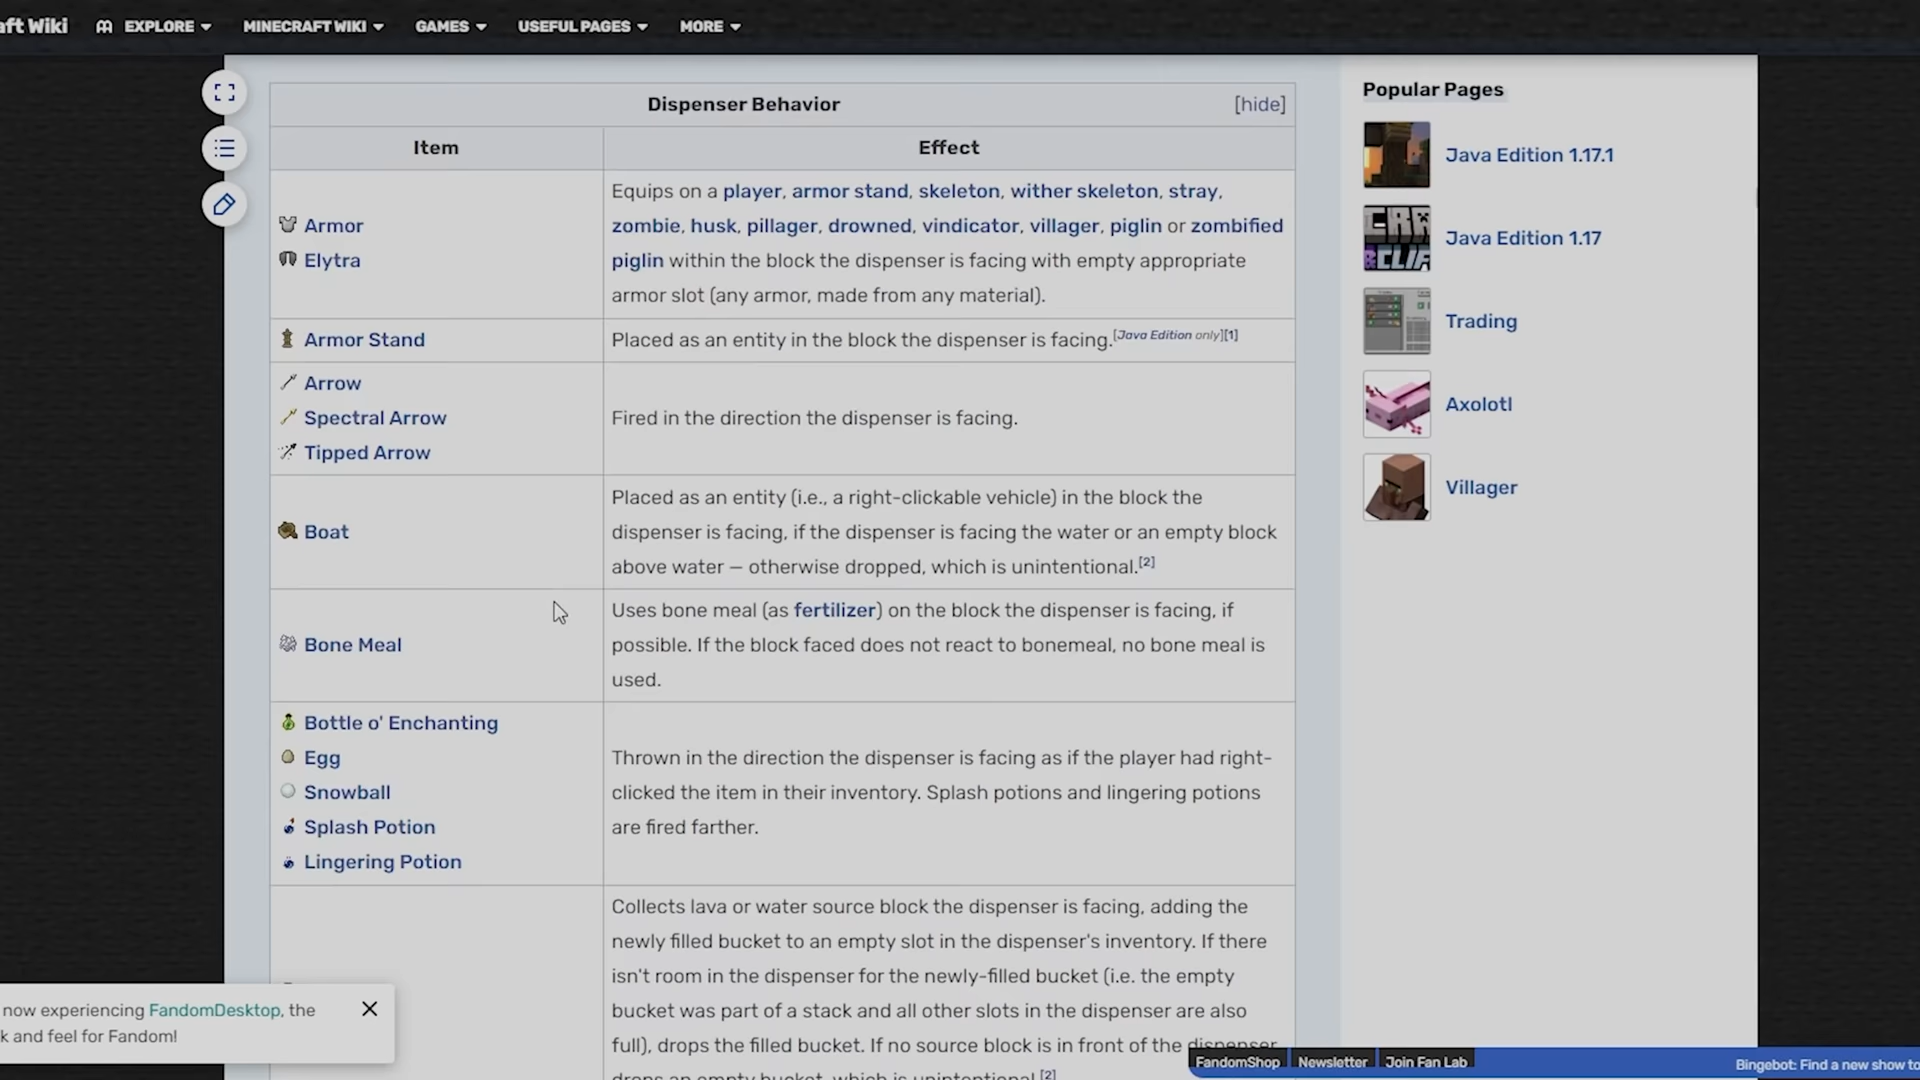 aft Wiki EXPLORE MINECRAFT WIKI GAMES USEFUL PAGES MORE
Dispenser Behavior [hide]
Item Effect
Armor
Elytra
Equips on a player, armor stand, skeleton, wither skeleton, stray,
zombie, husk, pillager, drowned, vindicator, villager, piglin or zombified
piglin within the block the dispenser is facing with empty appropriate
armor slot (any armor, made from any material).
Armor Stand
Placed as an entity in the block the dispenser is facing.[Java Edition only][1]
Arrow
Spectral Arrow
Tipped Arrow
Fired in the direction the dispenser is facing.
Boat
Placed as an entity (i.e., a right-clickable vehicle) in the block the
dispenser is facing, if the dispenser is facing the water or an empty block
above water — otherwise dropped, which is unintentional.[2]
Bone Meal
Uses bone meal (as fertilizer) on the block the dispenser is facing, if
possible. If the block faced does not react to bonemeal, no bone meal is
used.
Bottle o' Enchanting
Egg
Snowball
Splash Potion
Lingering Potion
Thrown in the direction the dispenser is facing as if the player had right-
clicked the item in their inventory. Splash potions and lingering potions
are fired farther.
Collects lava or water source block the dispenser is facing, adding the
newly filled bucket to an empty slot in the dispenser's inventory. If there
isn't room in the dispenser for the newly-filled bucket (i.e. the empty
bucket was part of a stack and all other slots in the dispenser are also
full), drops the filled bucket. If no source block is in front of the dispenser
drops an empty bucket, which is unintentional.[2]
Popular Pages
Java Edition 1.17.1
Java Edition 1.17
Trading
Axolotl
Villager
now experiencing FandomDesktop, the
k and feel for Fandom!
FandomShop Newsletter Join Fan Lab
Bingebot: Find a new show to